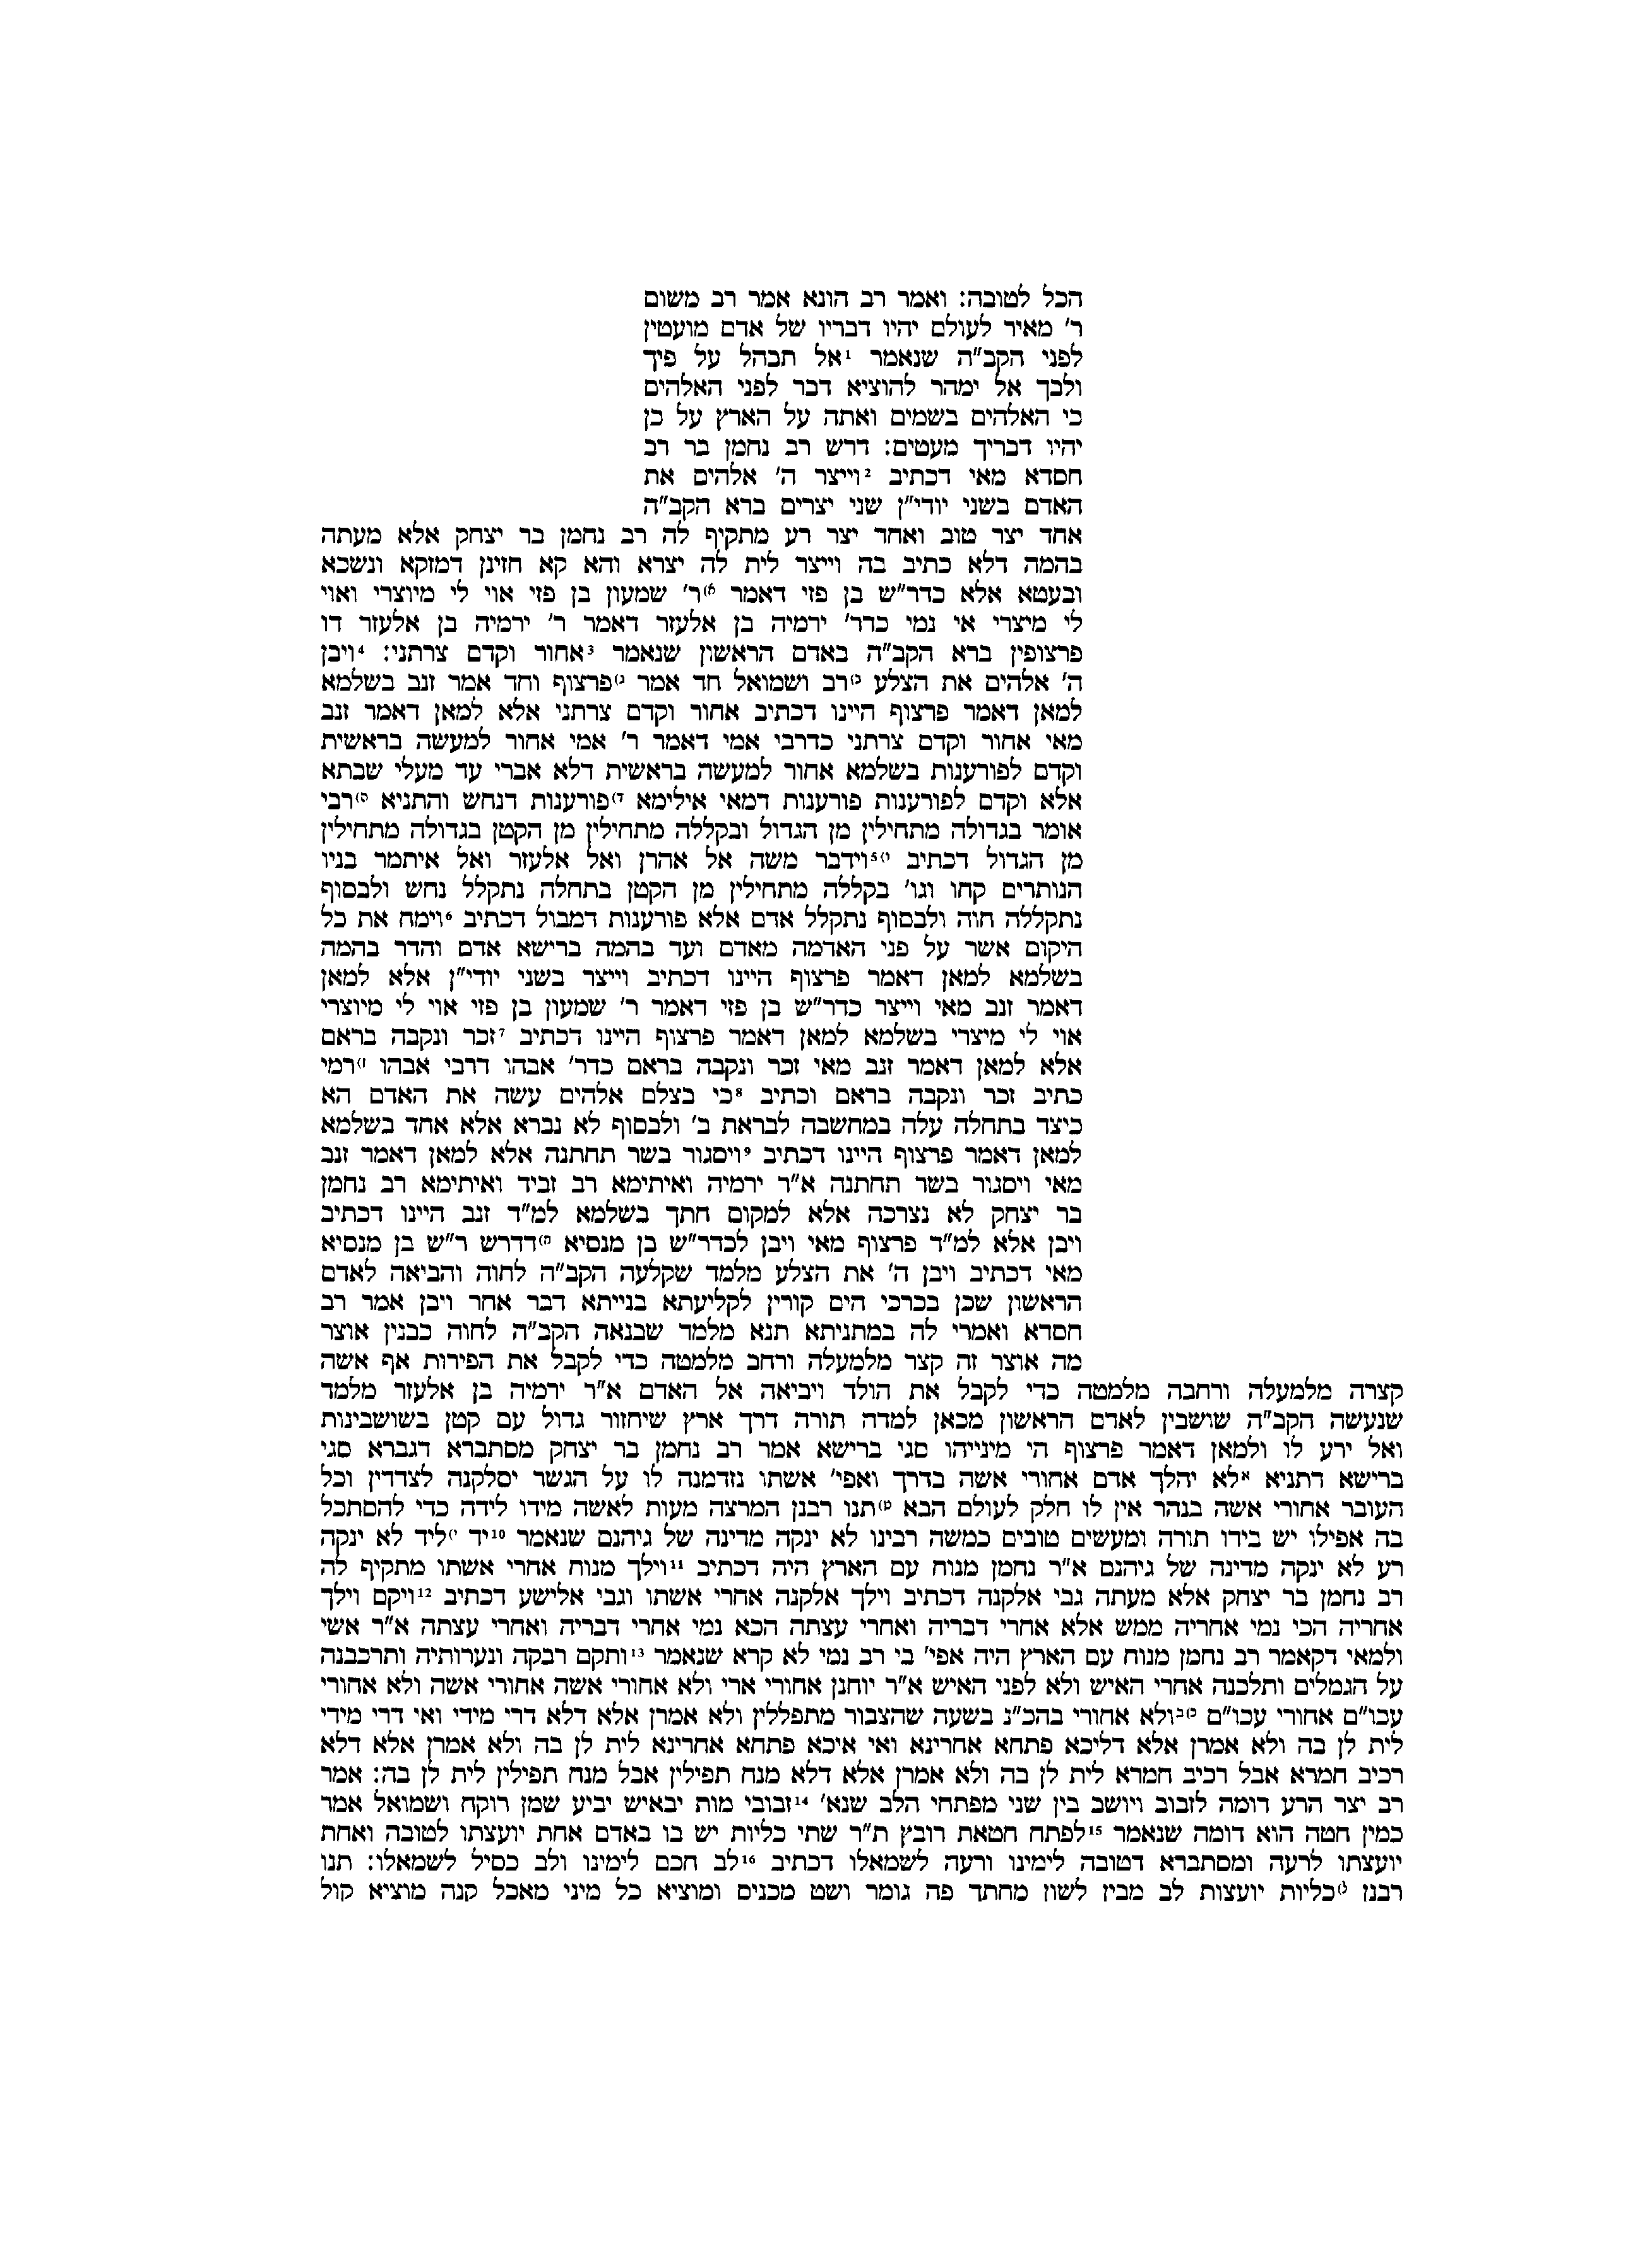 הכל לטובה: ואמר רב הונא אמר רב משום
ר׳ מאיר לעולם יהיו דבריו של אדם מועטין
לפני הקב״ה שנאמר ¹אל תבהל על פיך
ולבך אל ימהר להוציא דבר לפני האלהים
כי האלהים בשמים ואתה על הארץ על כן
יהיו דבריך מעטים: דרש רב נחמן בר רב
חסדא מאי דכתיב ²וייצר ה׳ אלהים את
האדם בשני יודי״ן שני יצרים ברא הקב״ה
אחד יצר טוב ואחד יצר רע מתקיף לה רב נחמן בר יצחק אלא מעתה
בהמה דלא כתיב בה וייצר לית לה יצרא והא קא חזינן דמזקא ונשכא
ובעטא אלא כדר״ש בן פזי דאמר א)ר׳ שמעון בן פזי אוי לי מיוצרי ואוי
לי מיצרי אי נמי כדר׳ ירמיה בן אלעזר דאמר ר׳ ירמיה בן אלעזר דו
פרצופין ברא הקב״ה באדם הראשון שנאמר ³אחור וקדם צרתני: ⁴ויבן
ה׳ אלהים את הצלע ב)רב ושמואל חד אמר ג)פרצוף וחד אמר זנב בשלמא
למאן דאמר פרצוף היינו דכתיב אחור וקדם צרתני אלא למאן דאמר זנב
מאי אחור וקדם צרתני כדרבי אמי דאמר ר׳ אמי אחור למעשה בראשית
וקדם לפורענות בשלמא אחור למעשה בראשית דלא אברי עד מעלי שבתא
אלא וקדם לפורענות פורענות דמאי אילימא ד)פורענות דנחש והתניא ה)רבי
אומר בגדולה מתחילין מן הגדול ובקללה מתחילין מן הקטן בגדולה מתחילין
מן הגדול דכתיב ו)⁵וידבר משה אל אהרן ואל אלעזר ואל איתמר בניו
הנותרים קחו וגו׳ בקללה מתחילין מן הקטן בתחלה נתקלל נחש ולבסוף
נתקללה חוה ולבסוף נתקלל אדם אלא פורענות דמבול דכתיב ⁶וימח את כל
היקום אשר על פני האדמה מאדם ועד בהמה ברישא אדם והדר בהמה
בשלמא למאן דאמר פרצוף היינו דכתיב וייצר בשני יודי״ן אלא למאן
דאמר זנב מאי וייצר כדר״ש בן פזי דאמר ר׳ שמעון בן פזי אוי לי מיוצרי
אוי לי מיצרי בשלמא למאן דאמר פרצוף היינו דכתיב ⁷זכר ונקבה בראם
אלא למאן דאמר זנב מאי זכר ונקבה בראם כדר׳ אבהו דרבי אבהו ז)רמי
כתיב זכר ונקבה בראם וכתיב ⁸כי בצלם אלהים עשה את האדם הא
כיצד בתחלה עלה במחשבה לבראת ב׳ ולבסוף לא נברא אלא אחד בשלמא
למאן דאמר פרצוף היינו דכתיב ⁹ויסגור בשר תחתנה אלא למאן דאמר זנב
מאי ויסגור בשר תחתנה א״ר ירמיה ואיתימא רב זביד ואיתימא רב נחמן
בר יצחק לא נצרכה אלא למקום חתך בשלמא למ״ד זנב היינו דכתיב
ויבן אלא למ״ד פרצוף מאי ויבן לכדר״ש בן מנסיא ח)דדרש ר״ש בן מנסיא
מאי דכתיב ויבן ה׳ את הצלע מלמד שקלעה הקב״ה לחוה והביאה לאדם
הראשון שכן בכרכי הים קורין לקליעתא בנייתא דבר אחר ויבן אמר רב
חסדא ואמרי לה במתניתא תנא מלמד שבנאה הקב״ה לחוה כבנין אוצר
מה אוצר זה קצר מלמעלה ורחב מלמטה כדי לקבל את הפירות אף אשה
קצרה מלמעלה ורחבה מלמטה כדי לקבל את הולד ויביאה אל האדם א״ר ירמיה בן אלעזר מלמד
שנעשה הקב״ה שושבין לאדם הראשון מכאן למדה תורה דרך ארץ שיחזור גדול עם קטן בשושבינות
ואל ירע לו ולמאן דאמר פרצוף הי מינייהו סגי ברישא אמר רב נחמן בר יצחק מסתברא דגברא סגי
ברישא דתניא אלא יהלך אדם אחורי אשה בדרך ואפי׳ אשתו נזדמנה לו על הגשר יסלקנה לצדדין וכל
העובר אחורי אשה בנהר אין לו חלק לעולם הבא ט)תנו רבנן המרצה מעות לאשה מידו לידה כדי להסתכל
בה אפילו יש בידו תורה ומעשים טובים כמשה רבינו לא ינקה מדינה של גיהנם שנאמר ¹⁰יד י)ליד לא ינקה
רע לא ינקה מדינה של גיהנם א״ר נחמן מנוח עם הארץ היה דכתיב ¹¹וילך מנוח אחרי אשתו מתקיף לה
רב נחמן בר יצחק אלא מעתה גבי אלקנה דכתיב וילך אלקנה אחרי אשתו וגבי אלישע דכתיב ¹²ויקם וילך
אחריה הכי נמי אחריה ממש אלא אחרי דבריה ואחרי עצתה הכא נמי אחרי דבריה ואחרי עצתה א״ר אשי
ולמאי דקאמר רב נחמן מנוח עם הארץ היה אפי׳ בי רב נמי לא קרא שנאמר ¹³ותקם רבקה ונערותיה ותרכבנה
על הגמלים ותלכנה אחרי האיש ולא לפני האיש א״ר יוחנן אחורי ארי ולא אחורי אשה אחורי אשה ולא אחורי
עכו״ם אחורי עכו״ם כ)בולא אחורי בהכ״נ בשעה שהצבור מתפללין ולא אמרן אלא דלא דרי מידי ואי דרי מידי
לית לן בה ולא אמרן אלא דליכא פתחא אחרינא ואי איכא פתחא אחרינא לית לן בה ולא אמרן אלא דלא
רכיב חמרא אבל רכיב חמרא לית לן בה ולא אמרן אלא דלא מנח תפילין אבל מנח תפילין לית לן בה: אמר
רב יצר הרע דומה לזבוב ויושב בין שני מפתחי הלב שנא׳ ¹⁴זבובי מות יבאיש יביע שמן רוקח ושמואל אמר
כמין חטה הוא דומה שנאמר ¹⁵לפתח חטאת רובץ ת״ר שתי כליות יש בו באדם אחת יועצתו לטובה ואחת
יועצתו לרעה ומסתברא דטובה לימינו ורעה לשמאלו דכתיב ¹⁶לב חכם לימינו ולב כסיל לשמאלו: תנו
רבנן ל)כליות יועצות לב מבין לשון מחתך פה גומר ושט מכניס ומוציא כל מיני מאכל קנה מוציא קול